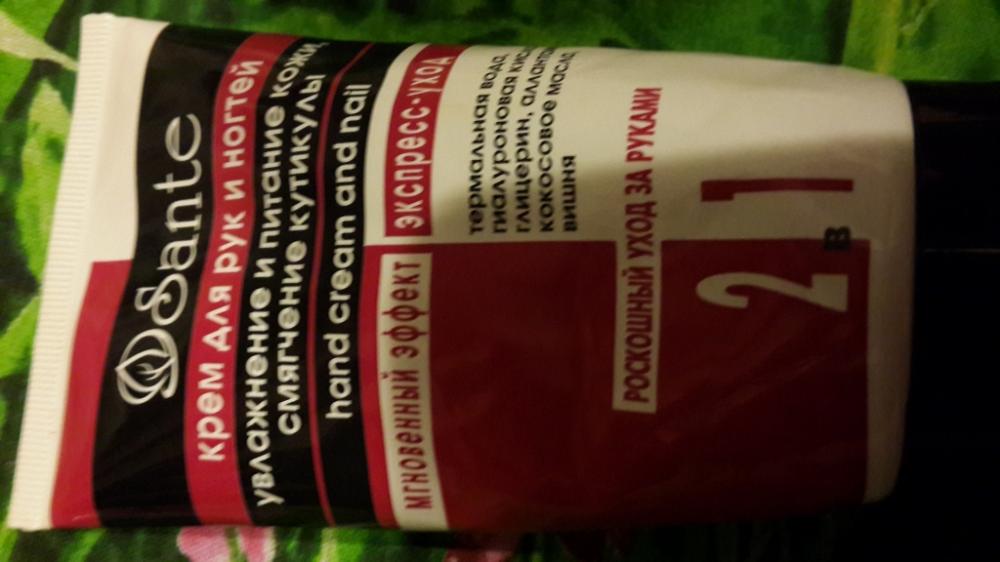 Sante
крем для рук и ногтей
увлажнение и питание кожи,
смягчение кутикулы
hand cream and nail
мгновенный эффект
экспресс-уход
термальная вода,
гиалуроновая
глицерин,
кокосовое масло,
вишня
РОСКОШНЫЙ УХОД ЗА РУКАМИ
2 в 1